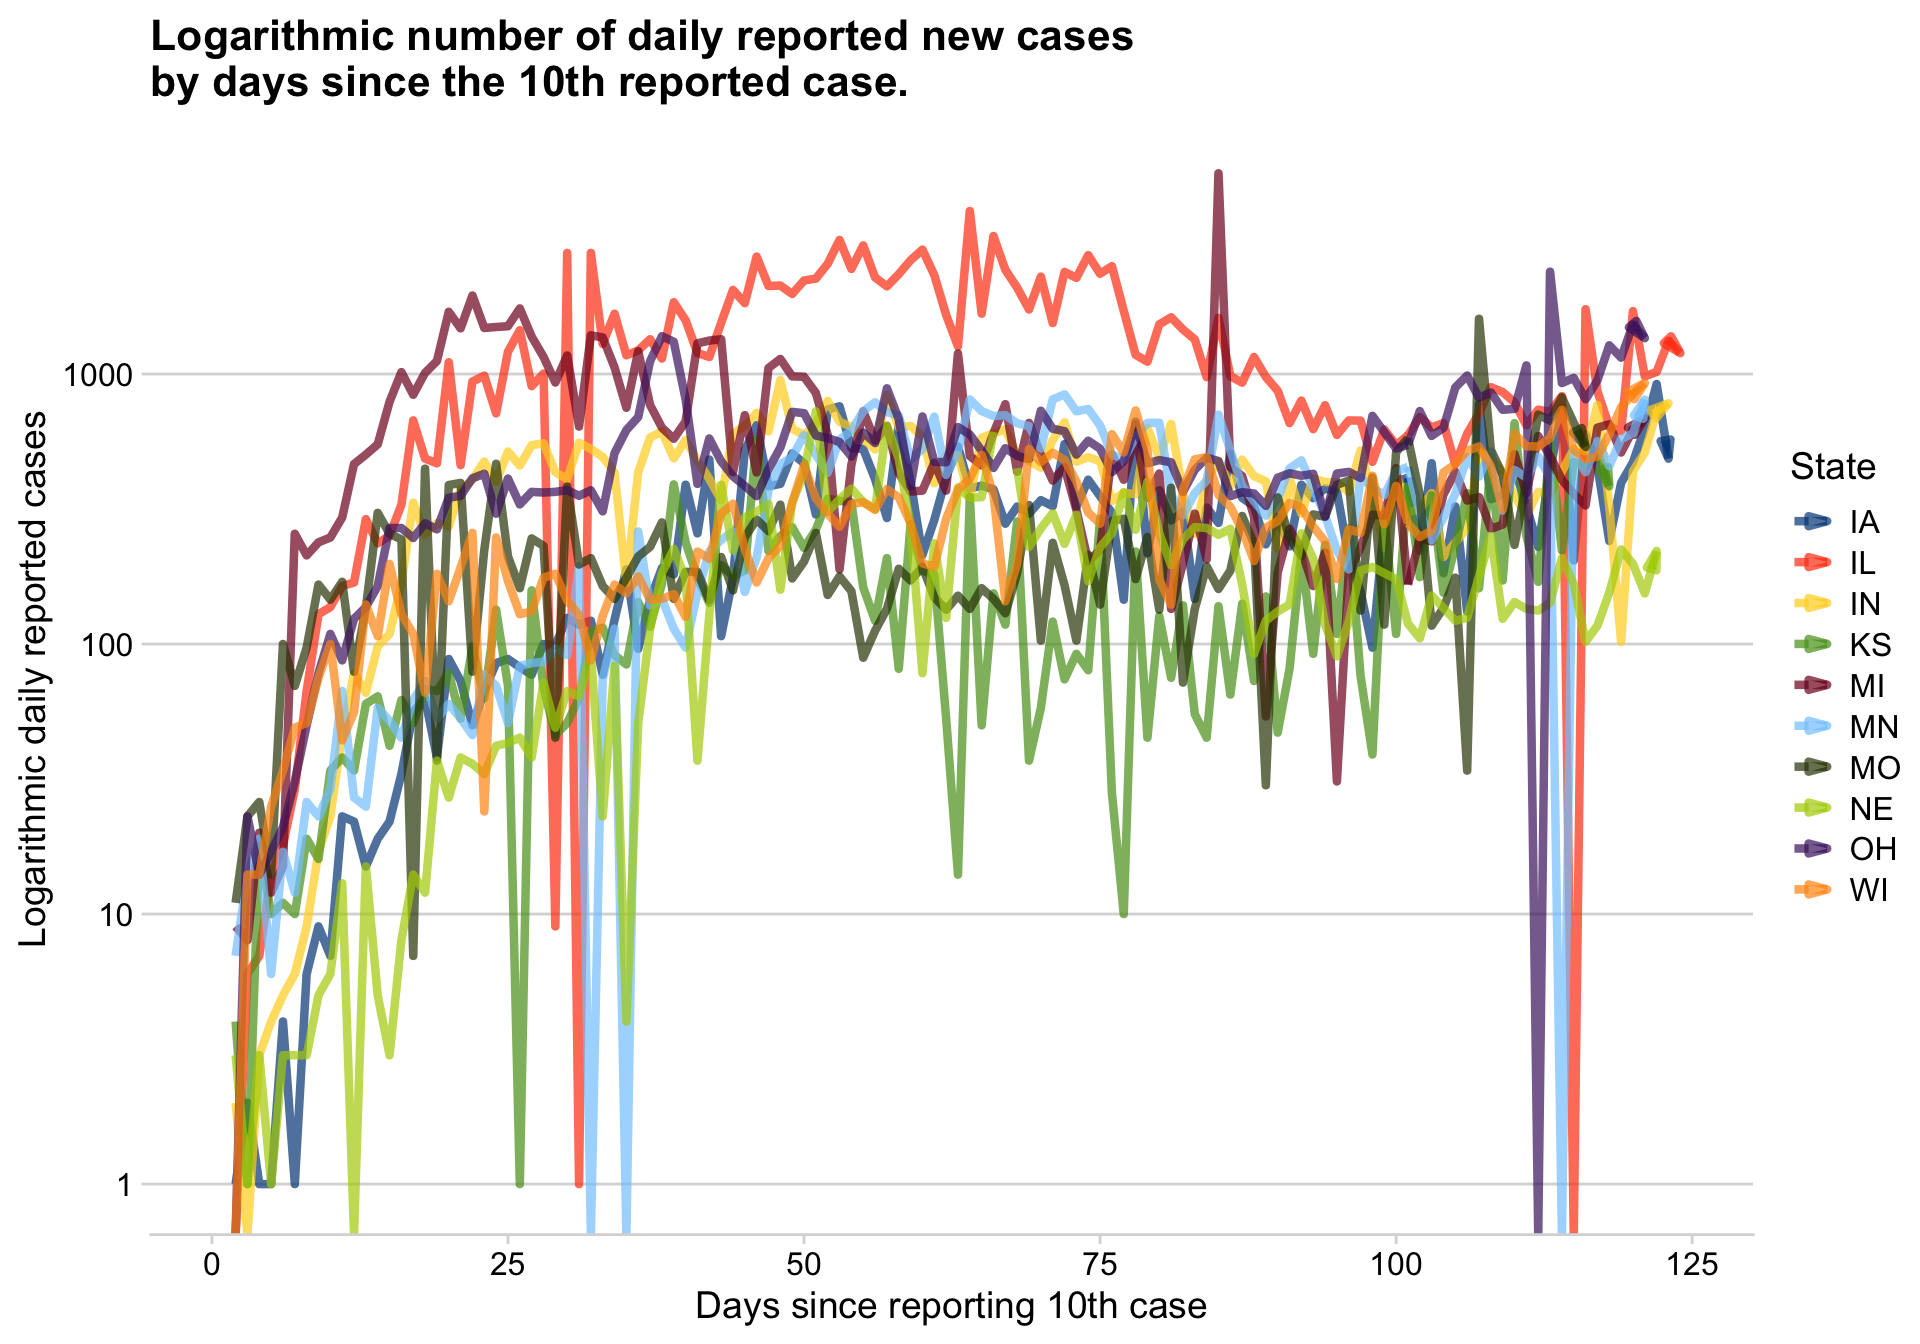 Logarithmic number of daily reported new cases
by days since the 10th reported case.
Logarithmic daily reported cases
1000
100
10
1
0
25
50
75
100
125
Days since reporting 10th case
State
IA
IL
IN
KS
MI
MN
MO
NE
OH
WI